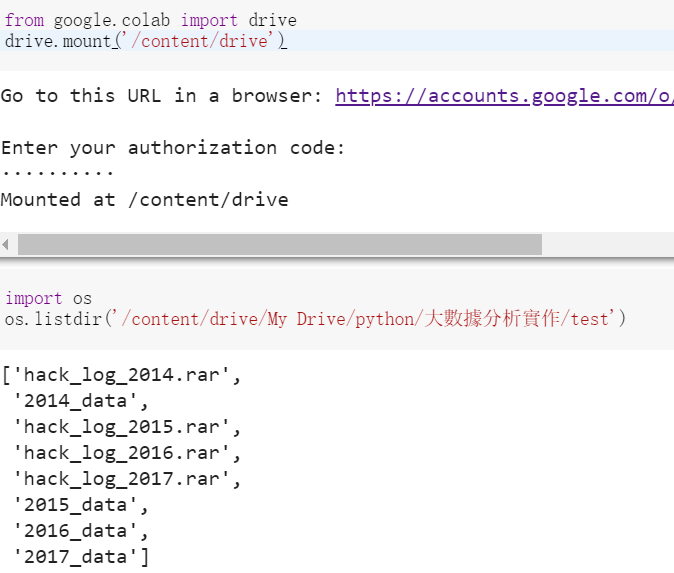 from google.colab import drive
drive.mount('/content/drive')
Go to this URL in a browser: https://accounts.google.com/o/
Enter your authorization code:
··········
Mounted at /content/drive
import os
os.listdir('/content/drive/My Drive/python/大數據分析實作/test')
['hack_log_2014.rar',
 '2014_data',
 'hack_log_2015.rar',
 'hack_log_2016.rar',
 'hack_log_2017.rar',
 '2015_data',
 '2016_data',
 '2017_data']